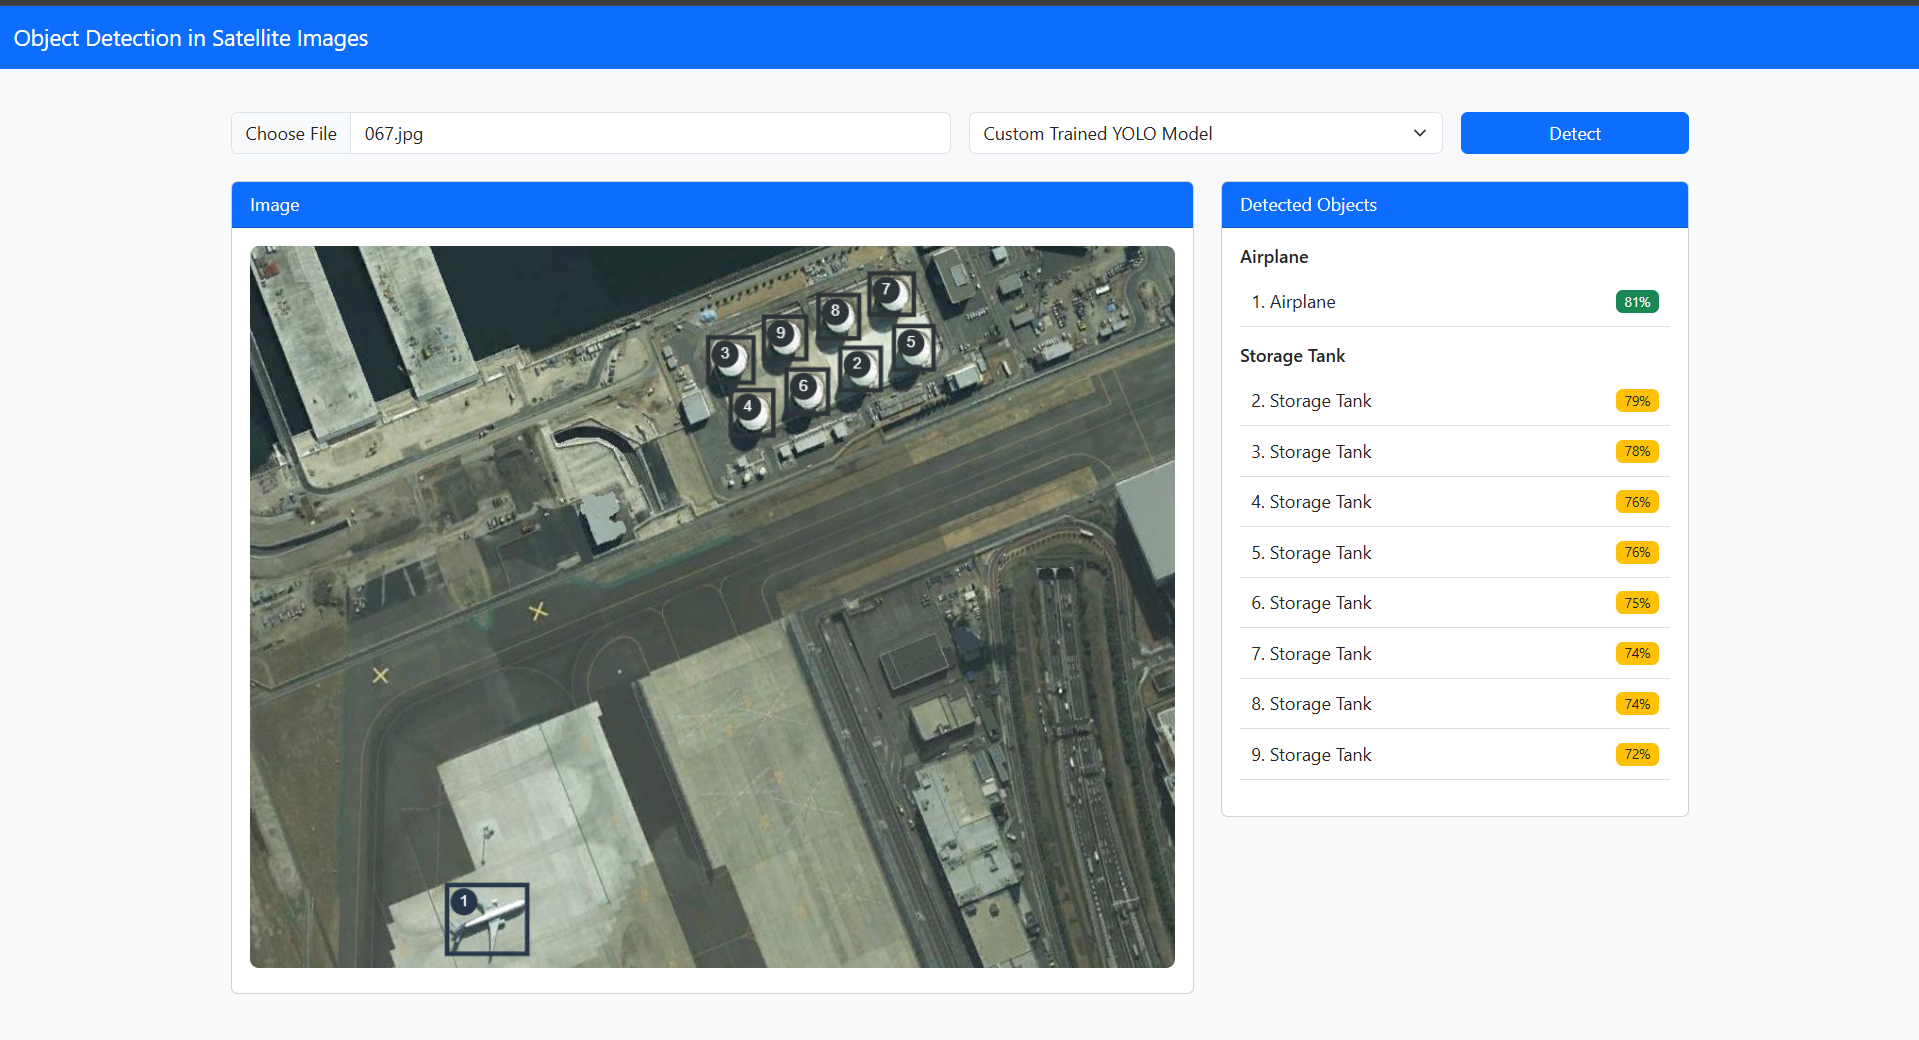 Object Detection in Satellite Images
Choose File 067.jpg
Custom Trained YOLO Model
Detect
Image
7
8
9
5
3
2
6
4
1
Detected Objects
Airplane
1. Airplane 81%
Storage Tank
2. Storage Tank 79%
3. Storage Tank 78%
4. Storage Tank 76%
5. Storage Tank 76%
6. Storage Tank 75%
7. Storage Tank 74%
8. Storage Tank 74%
9. Storage Tank 72%